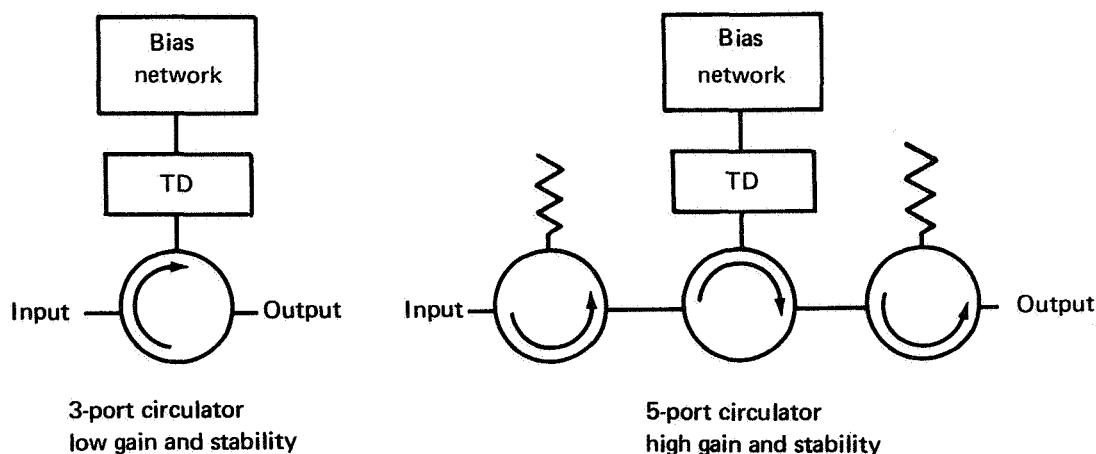 Bias
network
TD
Input
Output
3-port circulator
low gain and stability
Bias
network
TD
Input
Output
5-port circulator
high gain and stability